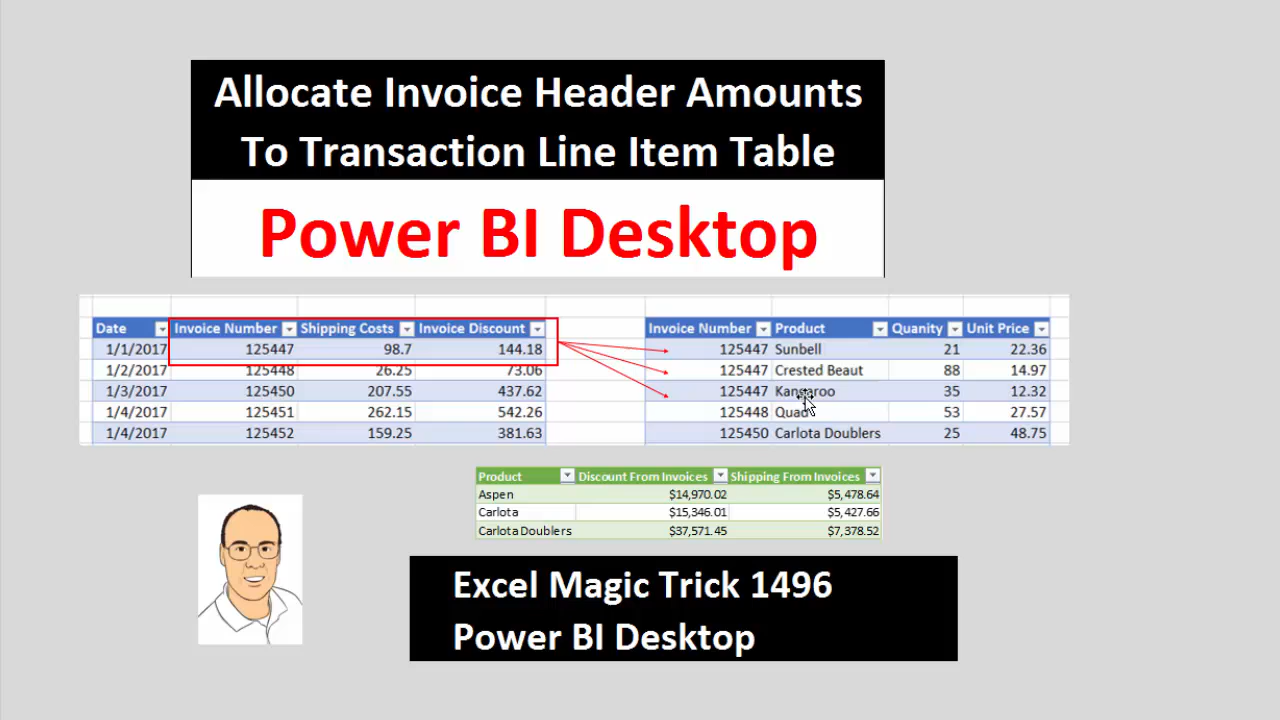 Allocate Invoice Header Amounts
To Transaction Line Item Table
Power BI Desktop
Date Invoice Number Shipping Costs Invoice Discount
1/1/2017 125447 98.7 144.18
1/2/2017 125448 26.25 73.06
1/3/2017 125450 207.55 437.62
1/4/2017 125451 262.15 542.26
1/4/2017 125452 159.25 381.63
Invoice Number Product Quanity Unit Price
125447 Sunbell 21 22.36
125447 Crested Beaut 88 14.97
125447 Kangaroo 35 12.32
125448 Quad 53 27.57
125450 Carlota Doublers 25 48.75
Product Discount From Invoices Shipping From Invoices
Aspen $14,970.02 $5,478.64
Carlota $15,346.01 $5,427.66
Carlota Doublers $37,571.45 $7,378.52
Excel Magic Trick 1496
Power BI Desktop